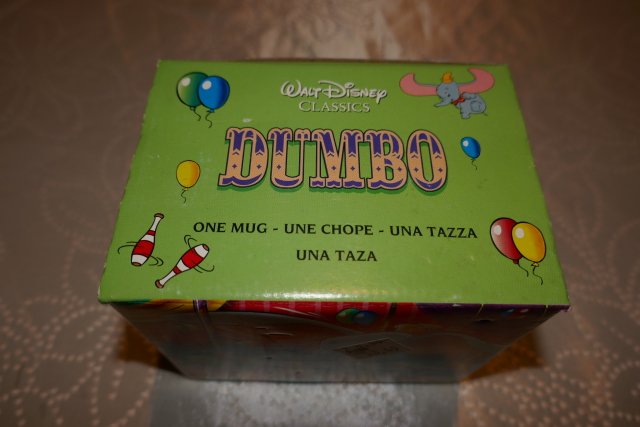 WALT DISNEY
CLASSICS
DUMBO
ONE MUG - UNE CHOPE - UNA TAZZA
UNA TAZA